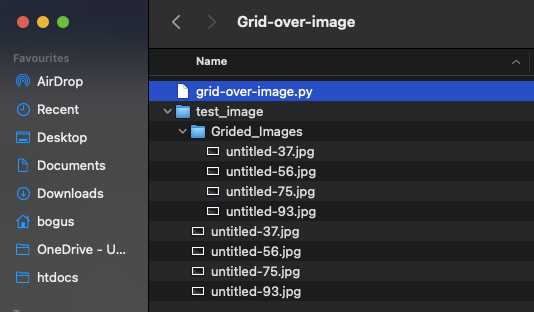 Grid-over-image
Favourites
Name
AirDrop
Recent
Desktop
Documents
Downloads
bogus
OneDrive - U...
htdocs
grid-over-image.py
test_image
Grided_Images
untitled-37.jpg
untitled-56.jpg
untitled-75.jpg
untitled-93.jpg
untitled-37.jpg
untitled-56.jpg
untitled-75.jpg
untitled-93.jpg